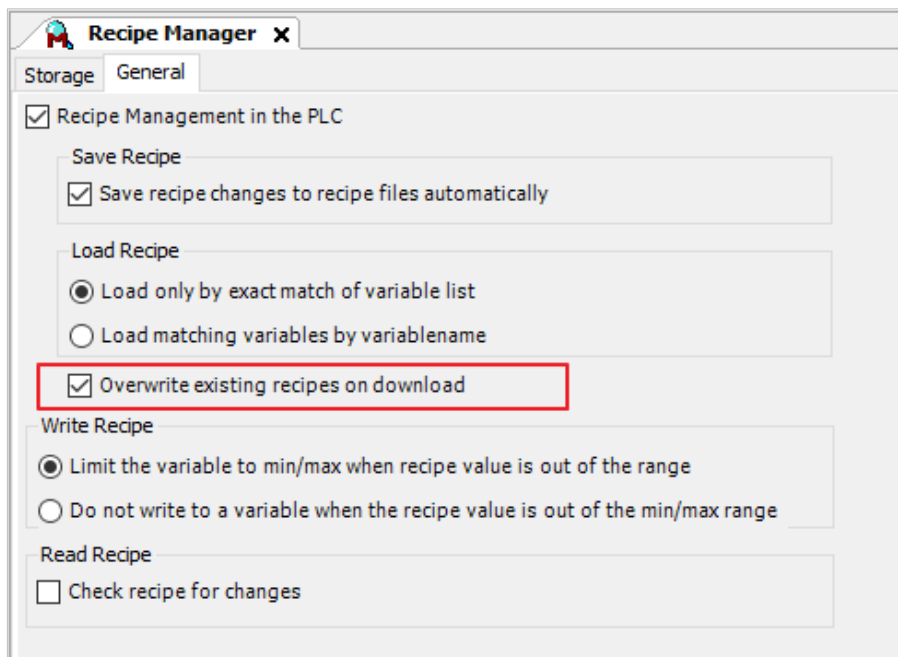 Recipe Manager
Storage General
Recipe Management in the PLC
Save Recipe
Save recipe changes to recipe files automatically
Load Recipe
Load only by exact match of variable list
Load matching variables by variablename
Overwrite existing recipes on download
Write Recipe
Limit the variable to min/max when recipe value is out of the range
Do not write to a variable when the recipe value is out of the min/max range
Read Recipe
Check recipe for changes